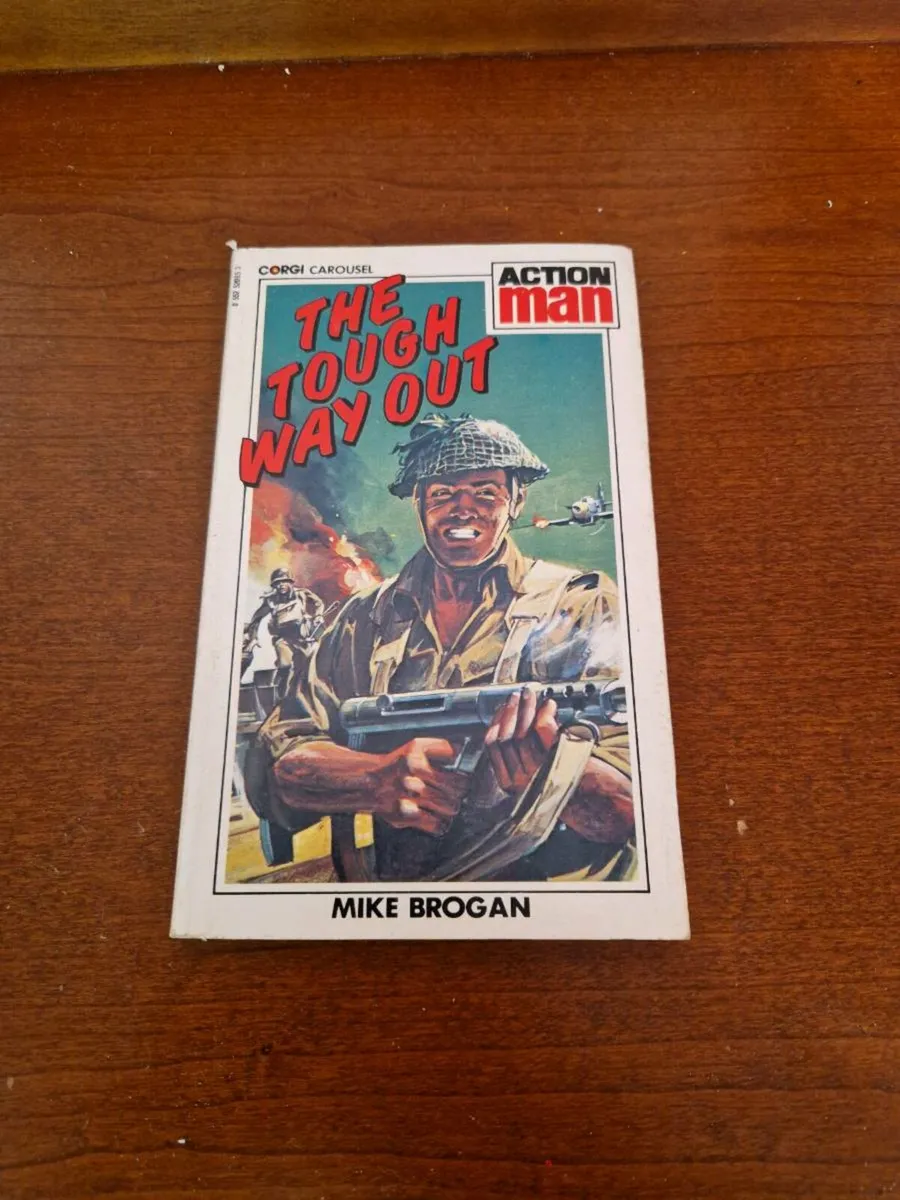 CORGI CAROUSEL
ACTION
man
THE
TOUGH
WAY OUT
MIKE BROGAN